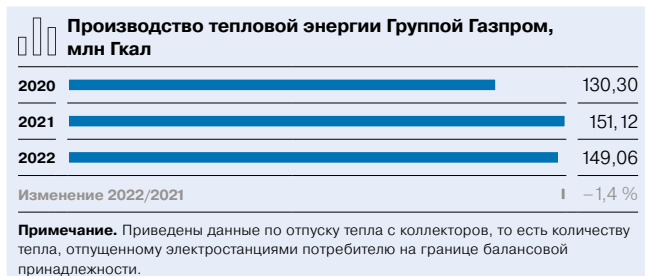 Производство тепловой энергии Группой Газпром,
млн Гкал
2020 130,30
2021 151,12
2022 149,06
Изменение 2022/2021 –1,4 %
Примечание. Приведены данные по отпуску тепла с коллекторов, то есть количеству
тепла, отпущенному электростанциями потребителю на границе балансовой
принадлежности.